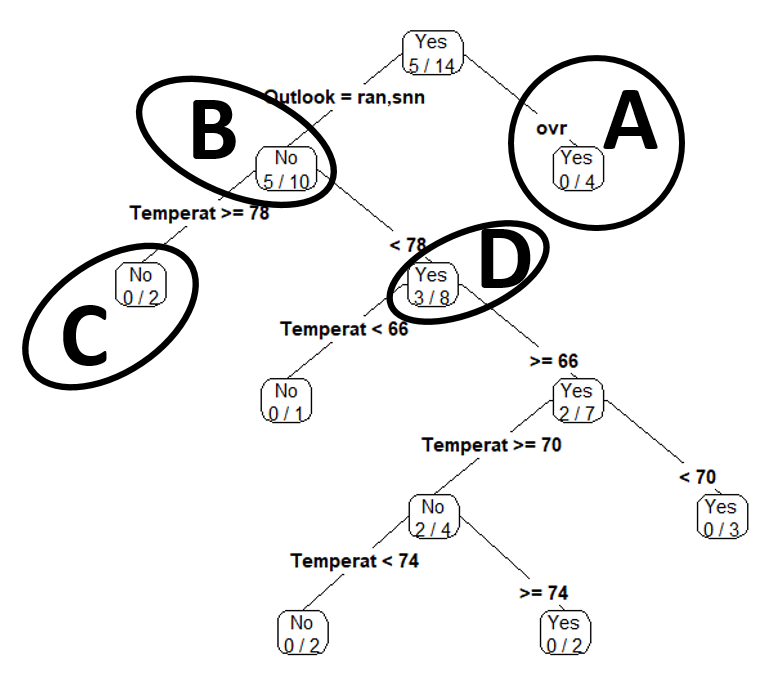 Yes
5 / 14
Outlook = ran,snn
B
A
ovr
No
5 / 10
Yes
0 / 4
Temperat >= 78
< 78
D
No
0 / 2
C
Yes
3 / 8
Temperat < 66
>= 66
No
0 / 1
Yes
2 / 7
Temperat >= 70
< 70
No
2 / 4
Yes
0 / 3
Temperat < 74
>= 74
No
0 / 2
Yes
0 / 2